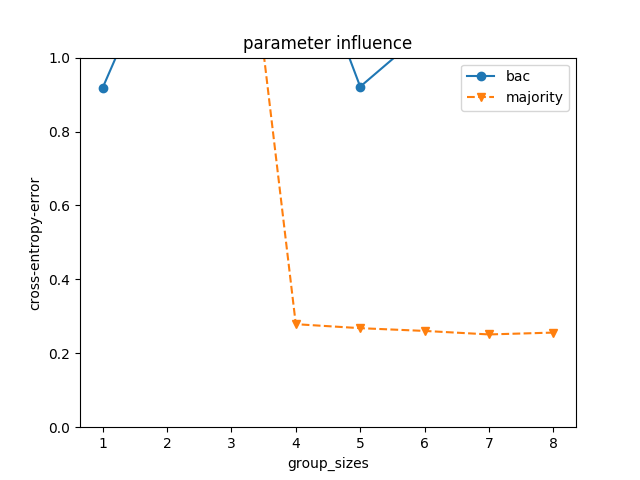 parameter influence
bac
majority
cross-entropy-error
1.0
0.8
0.6
0.4
0.2
0.0
1 2 3 4 5 6 7 8
group_sizes